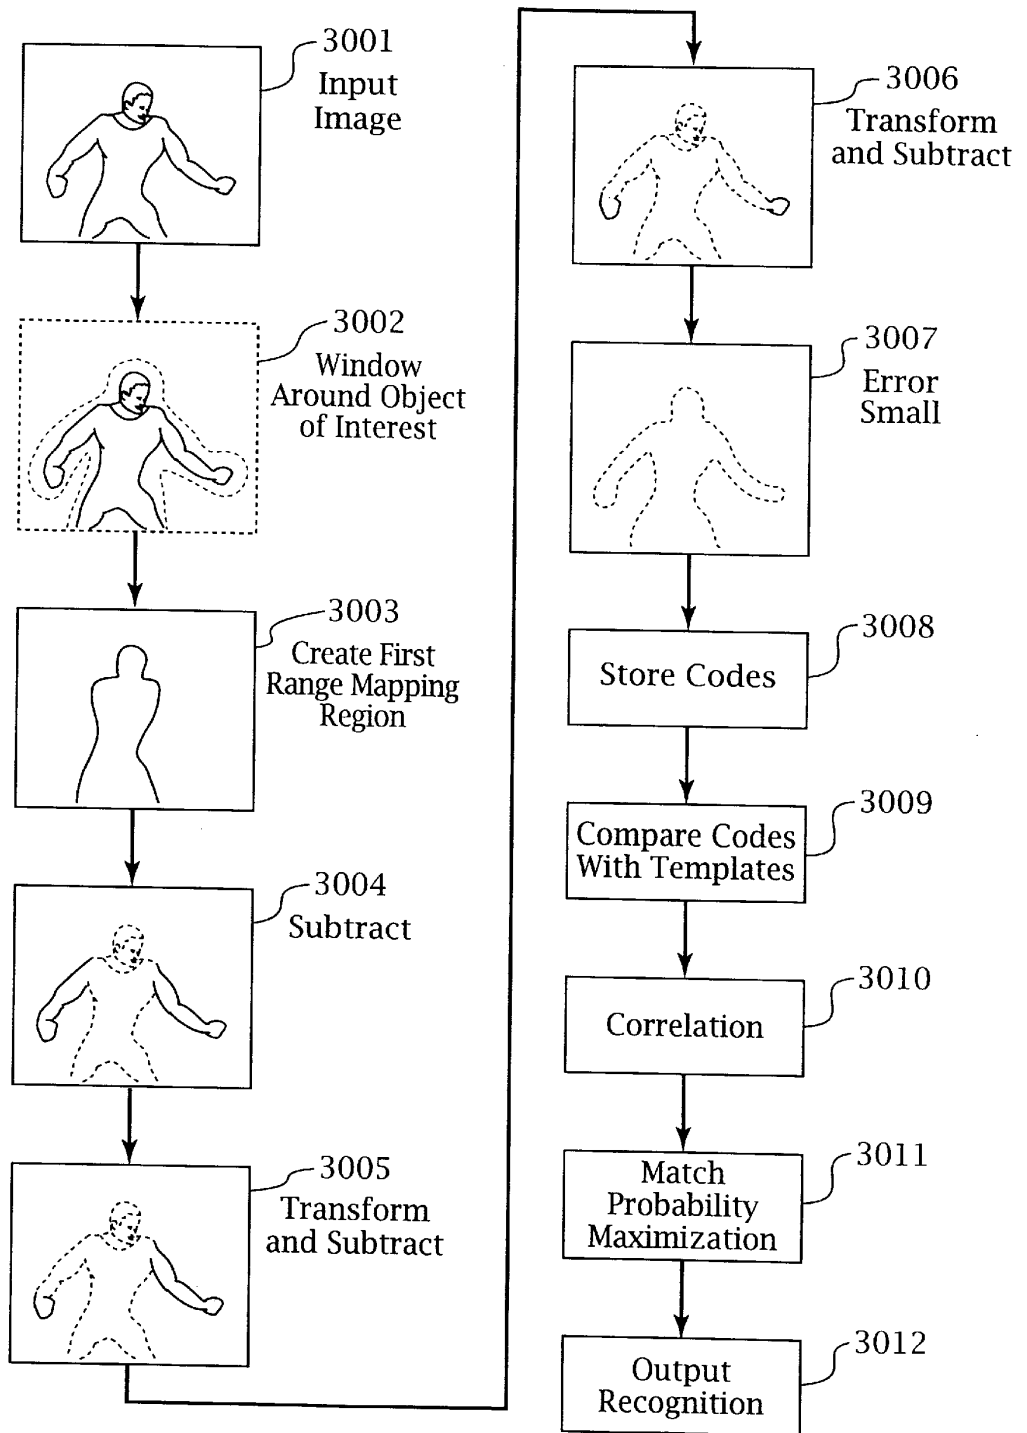 3001
Input
Image
3002
Window
Around Object
of Interest
3003
Create First
Range Mapping
Region
3004
Subtract
3005
Transform
and Subtract
3006
Transform
and Subtract
3007
Error
Small
3008
Store Codes
3009
Compare Codes
With Templates
3010
Correlation
3011
Match
Probability
Maximization
3012
Output
Recognition